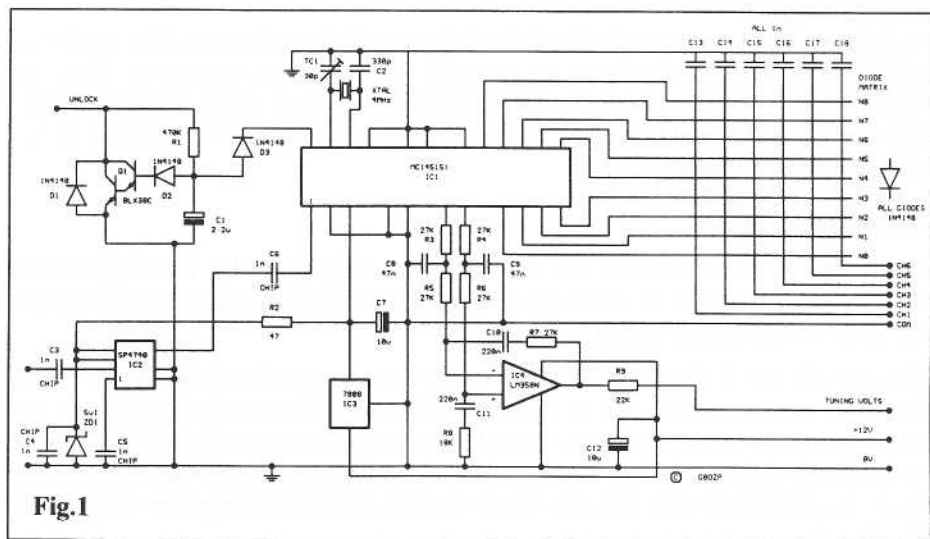 ALL 1n
C13 C14 C15 C16 C17 C18
TC1
30p
330p
C2
XTAL
4MHz
DIODE
MATRIX
N8
N7
N6
N5
N4
N3
N2
N1
N0
UNLOCK
470K
R1
1N4148
D3
1N4148
D1
Q1
1N4148
D2
BLX38C
C1
2.2u
MC145151
IC1
ALL DIODES
1N4148
27K
R3
27K
R4
C8
47n
C9
47n
R5
27K
R6
27K
C6
1n
CHIP
CH6
CH5
CH4
CH3
CH2
CH1
COM
R2
47
C7
10u
C10
220n
R7 27K
C3
1n
CHIP
SP4740
IC2
1
7808
IC3
IC4
LM358N
-
+
R9
22K
220n
C11
TUNING VOLTS
CHIP
C4
1n
5v1
ZD1
C5
1n
CHIP
R8
10K
C12
10u
+12V
0V.
© G8OZP
Fig.1